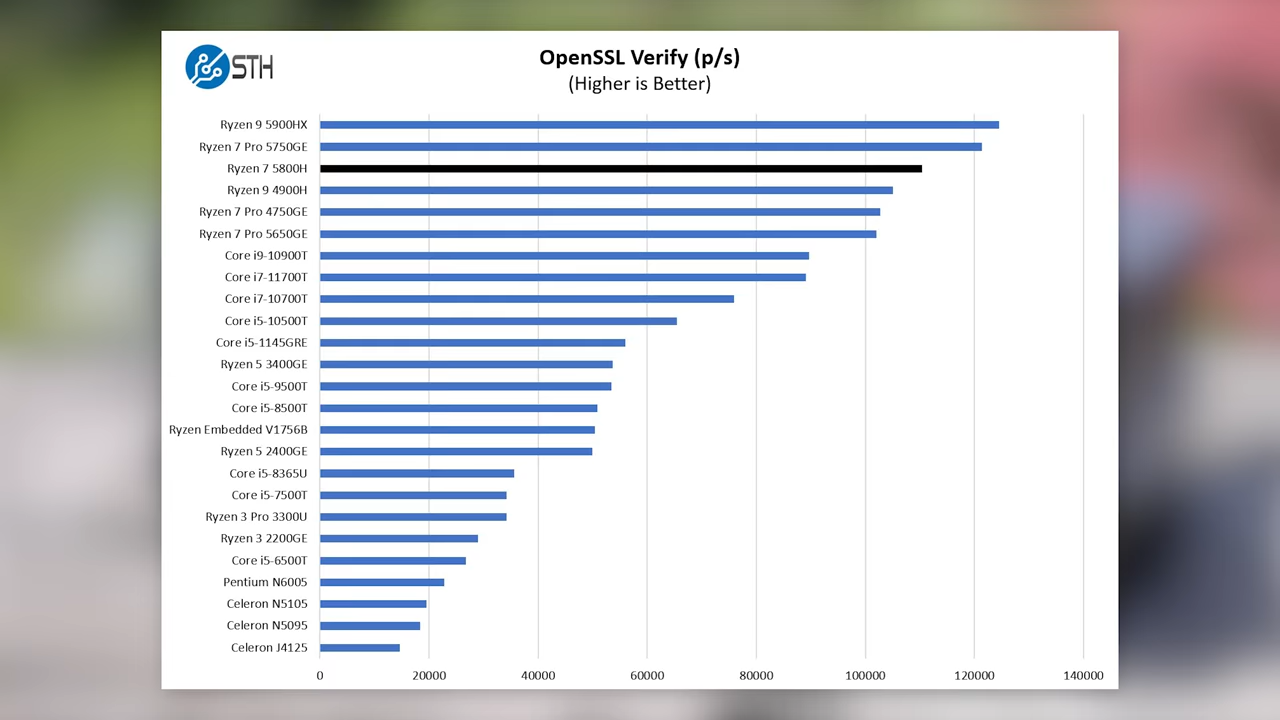 STH
OpenSSL Verify (p/s)
(Higher is Better)
Ryzen 9 5900HX
Ryzen 7 Pro 5750GE
Ryzen 7 5800H
Ryzen 9 4900H
Ryzen 7 Pro 4750GE
Ryzen 7 Pro 5650GE
Core i9-10900T
Core i7-11700T
Core i7-10700T
Core i5-10500T
Core i5-1145GRE
Ryzen 5 3400GE
Core i5-9500T
Core i5-8500T
Ryzen Embedded V1756B
Ryzen 5 2400GE
Core i5-8365U
Core i5-7500T
Ryzen 3 Pro 3300U
Ryzen 3 2200GE
Core i5-6500T
Pentium N6005
Celeron N5105
Celeron N5095
Celeron J4125
0 20000 40000 60000 80000 100000 120000 140000